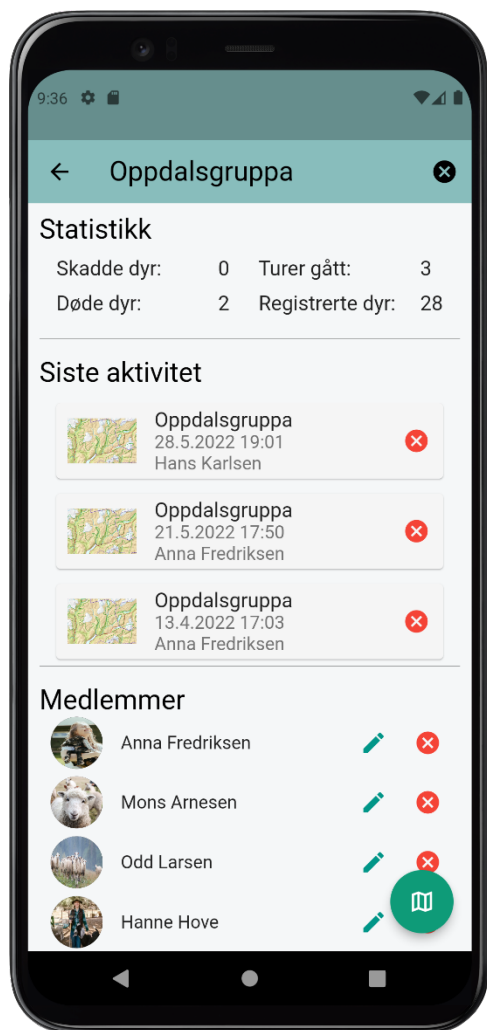 9:36
Oppdalsgruppa
Statistikk
Skadde dyr: 0 Turer gått: 3
Døde dyr: 2 Registrerte dyr: 28
Siste aktivitet
Oppdalsgruppa
28.5.2022 19:01
Hans Karlsen
Oppdalsgruppa
21.5.2022 17:50
Anna Fredriksen
Oppdalsgruppa
13.4.2022 17:03
Anna Fredriksen
Medlemmer
Anna Fredriksen
Mons Arnesen
Odd Larsen
Hanne Hove